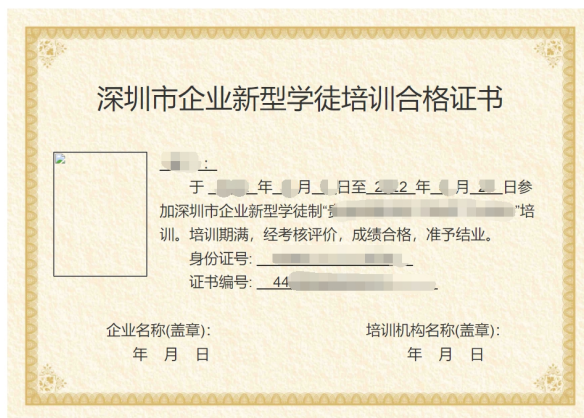 深圳市企业新型学徒培训合格证书
:
于 年 月 日至 2 2 年 月 2 日参
加深圳市企业新型学徒制“ ”培
训。培训期满，经考核评价，成绩合格，准予结业。
身份证号:
证书编号: 44
企业名称(盖章):
培训机构名称(盖章):
年 月 日
年 月 日